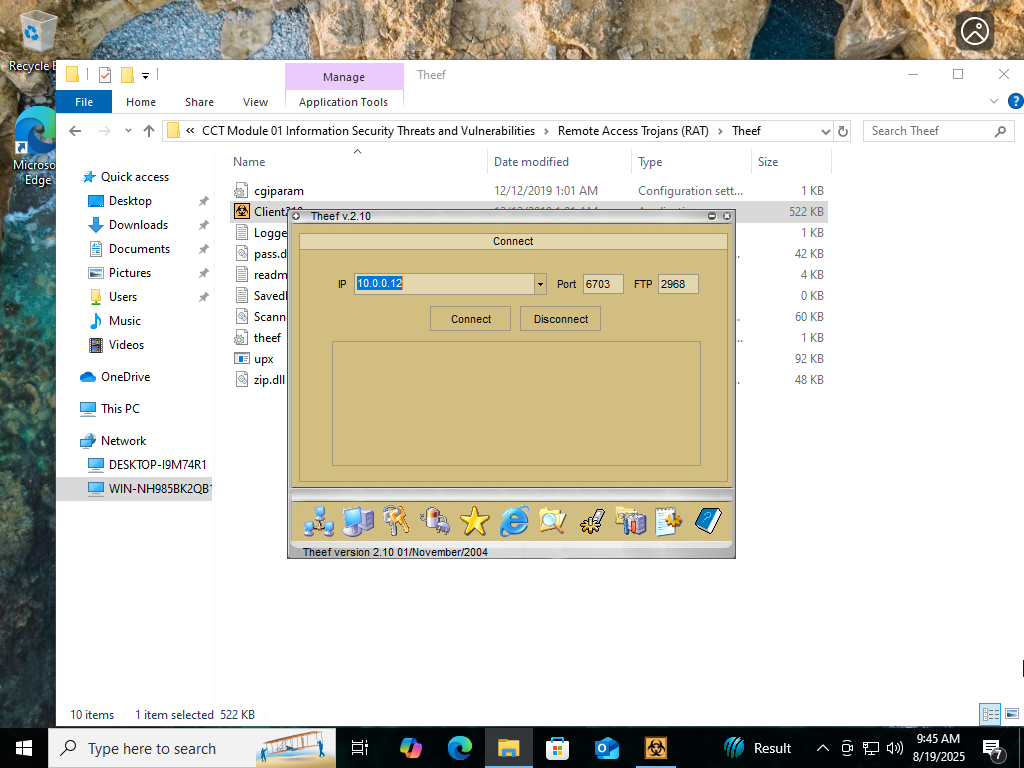 Recycle
Manage
Theef
File
Home
Share
View
Application Tools
« CCT Module 01 Information Security Threats and Vulnerabilities › Remote Access Trojans (RAT) › Theef
Search Theef
Name
Date modified
Type
Size
Quick access
Desktop
Downloads
Documents
Pictures
Users
Music
Videos
OneDrive
This PC
Network
DESKTOP-I9M74R1
WIN-NH985BK2QB
cgiparam 12/12/2019 1:01 AM Configuration sett... 1 KB
Client210 522 KB
Logge 1 KB
pass.d 42 KB
readm 4 KB
Saved 0 KB
Scann 60 KB
theef 1 KB
upx 92 KB
zip.dll 48 KB
Theef v.2.10
Connect
IP 10.0.0.12 Port 6703 FTP 2968
Connect Disconnect
Theef version 2.10 01/November/2004
10 items 1 item selected 522 KB
Microso
Edge
Type here to search
Result
9:45 AM
8/19/2025
7